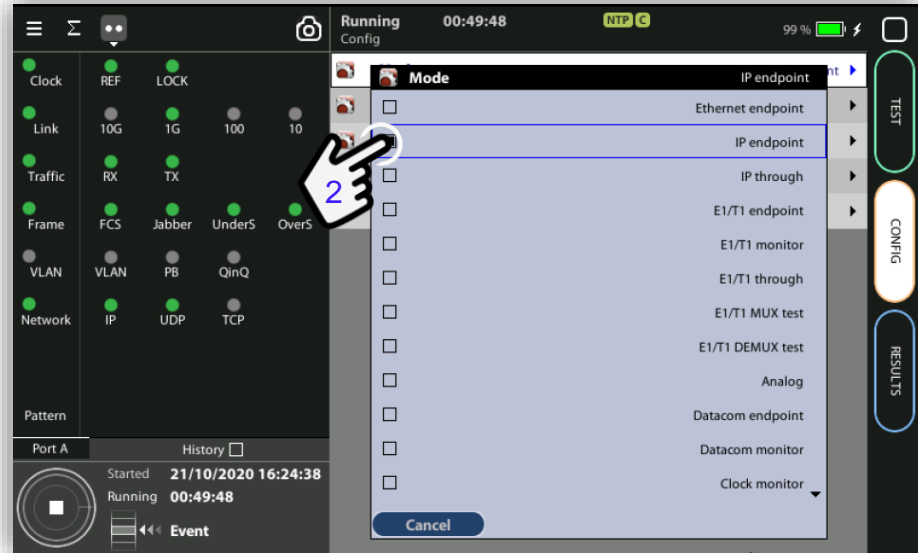 Σ
Running 00:49:48 NTP C 99 %
Config
Clock REF LOCK
Link 10G 1G 100 10
Traffic RX TX
Frame FCS Jabber UnderS OverS
VLAN VLAN PB QinQ
Network IP UDP TCP
Pattern
Port A History
Started 21/10/2020 16:24:38
Running 00:49:48
Event
Mode IP endpoint
nt
Ethernet endpoint
IP endpoint
2
IP through
E1/T1 endpoint
E1/T1 monitor
E1/T1 through
E1/T1 MUX test
E1/T1 DEMUX test
Analog
Datacom endpoint
Datacom monitor
Clock monitor
Cancel
TEST
CONFIG
RESULTS